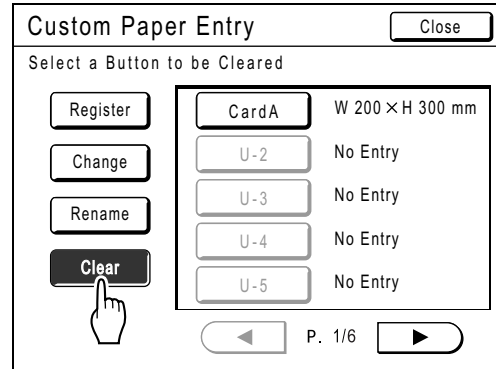 Custom Paper Entry Close
Select a Button to be Cleared
Register CardA W 200×H 300 mm
Change U-2 No Entry
U-3 No Entry
Rename U-4 No Entry
Clear U-5 No Entry
P. 1/6